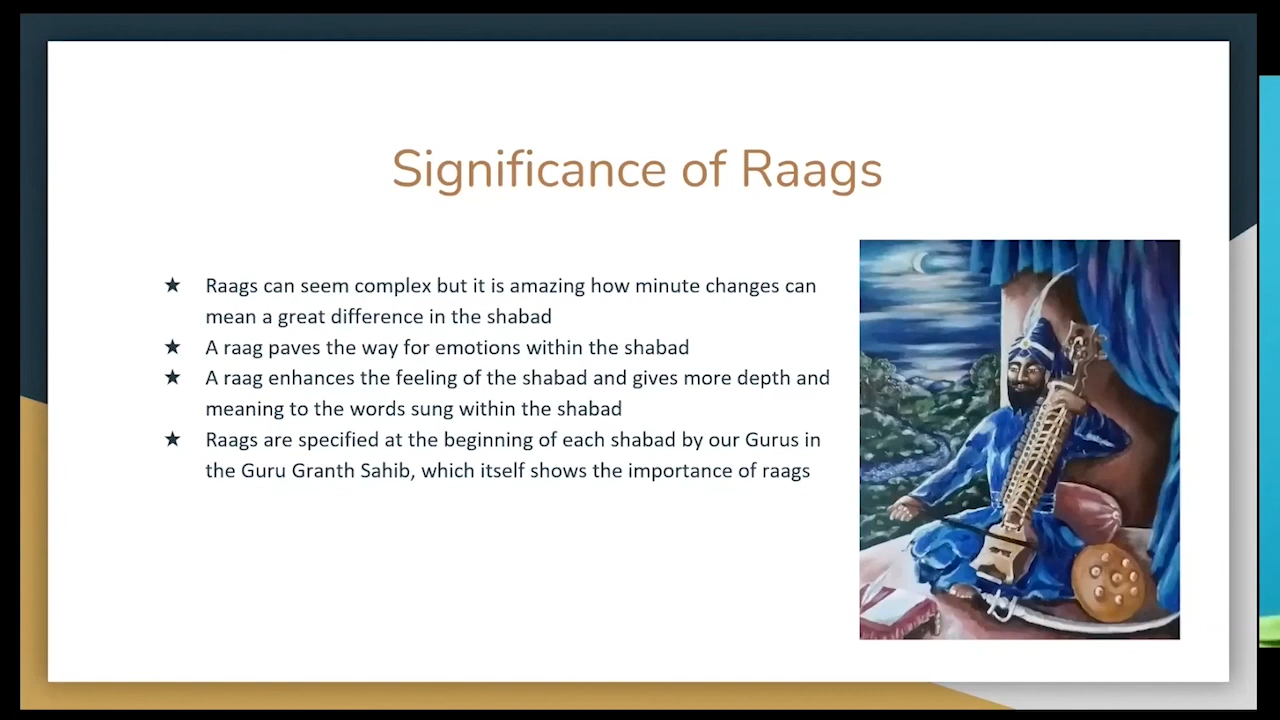 Significance of Raags
★ Raags can seem complex but it is amazing how minute changes can
mean a great difference in the shabad
★ A raag paves the way for emotions within the shabad
★ A raag enhances the feeling of the shabad and gives more depth and
meaning to the words sung within the shabad
★ Raags are specified at the beginning of each shabad by our Gurus in
the Guru Granth Sahib, which itself shows the importance of raags